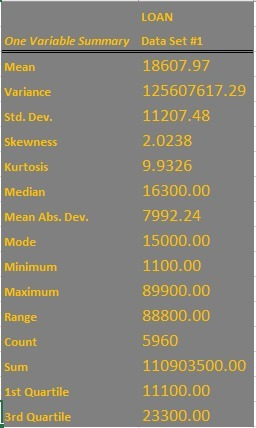 LOAN
One Variable Summary Data Set #1
Mean 18607.97
Variance 125607617.29
Std. Dev. 11207.48
Skewness 2.0238
Kurtosis 9.9326
Median 16300.00
Mean Abs. Dev. 7992.24
Mode 15000.00
Minimum 1100.00
Maximum 89900.00
Range 88800.00
Count 5960
Sum 110903500.00
1st Quartile 11100.00
3rd Quartile 23300.00